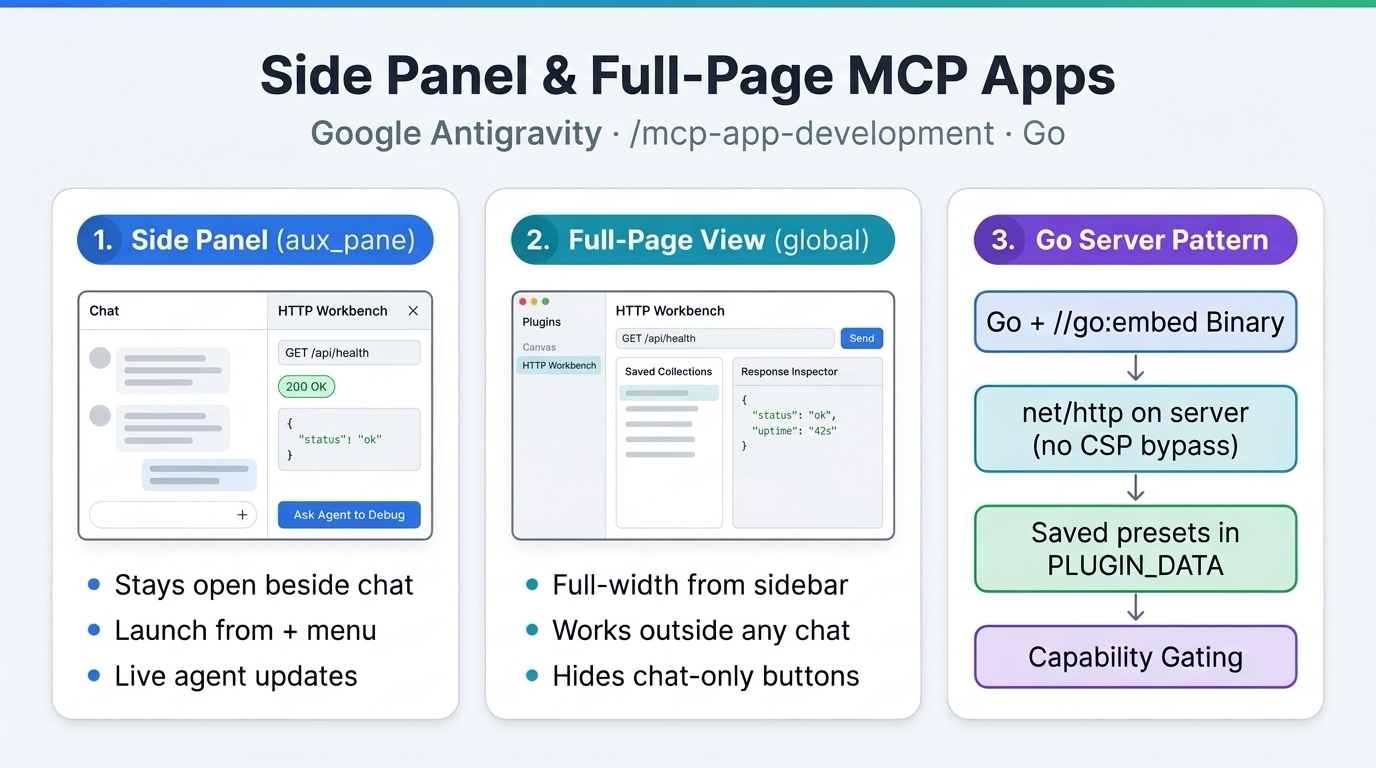 Side Panel & Full-Page MCP Apps
Google Antigravity · /mcp-app-development · Go
1. Side Panel (aux_pane)
Chat
HTTP Workbench ×
GET /api/health
200 OK
{
"status": "ok"
}
+
Ask Agent to Debug
Stays open beside chat
Launch from + menu
Live agent updates
2. Full-Page View (global)
Plugins
Canvas
HTTP Workbench
HTTP Workbench
GET /api/health
Send
Saved Collections
Response Inspector
{
"status": "ok",
"uptime": "42s"
}
Full-width from sidebar
Works outside any chat
Hides chat-only buttons
3. Go Server Pattern
Go + //go:embed Binary
net/http on server
(no CSP bypass)
Saved presets in
PLUGIN_DATA
Capability Gating